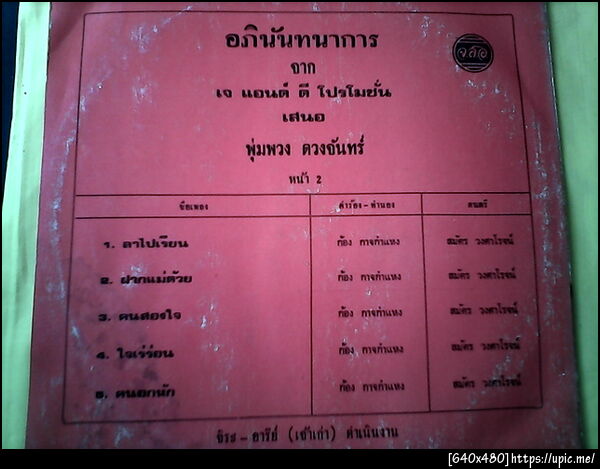 อภินันทนาการ
จส๐
จาก
เจ แอนด์ ดี โปรโมชั่น
เสนอ
พุ่มพวง ดวงจันทร์
หน้า 2
ชื่อเพลง คำร้อง - ทำนอง ดนตรี
1. ลาไปเรียน ก้อง กาจกำแหง สมัคร วงศาโรจน์
2. ฝากแม่ด้วย ก้อง กาจกำแหง สมัคร วงศาโรจน์
3. คนสองใจ ก้อง กาจกำแหง สมัคร วงศาโรจน์
4. ใจเร่ร่อน ก้อง กาจกำแหง สมัคร วงศาโรจน์
5. คนอกหัก ก้อง กาจกำแหง สมัคร วงศาโรจน์
จิรช - อารีย์ (เช้าเก่า) ดำเนินงาน
[640x480]https://upic.me/